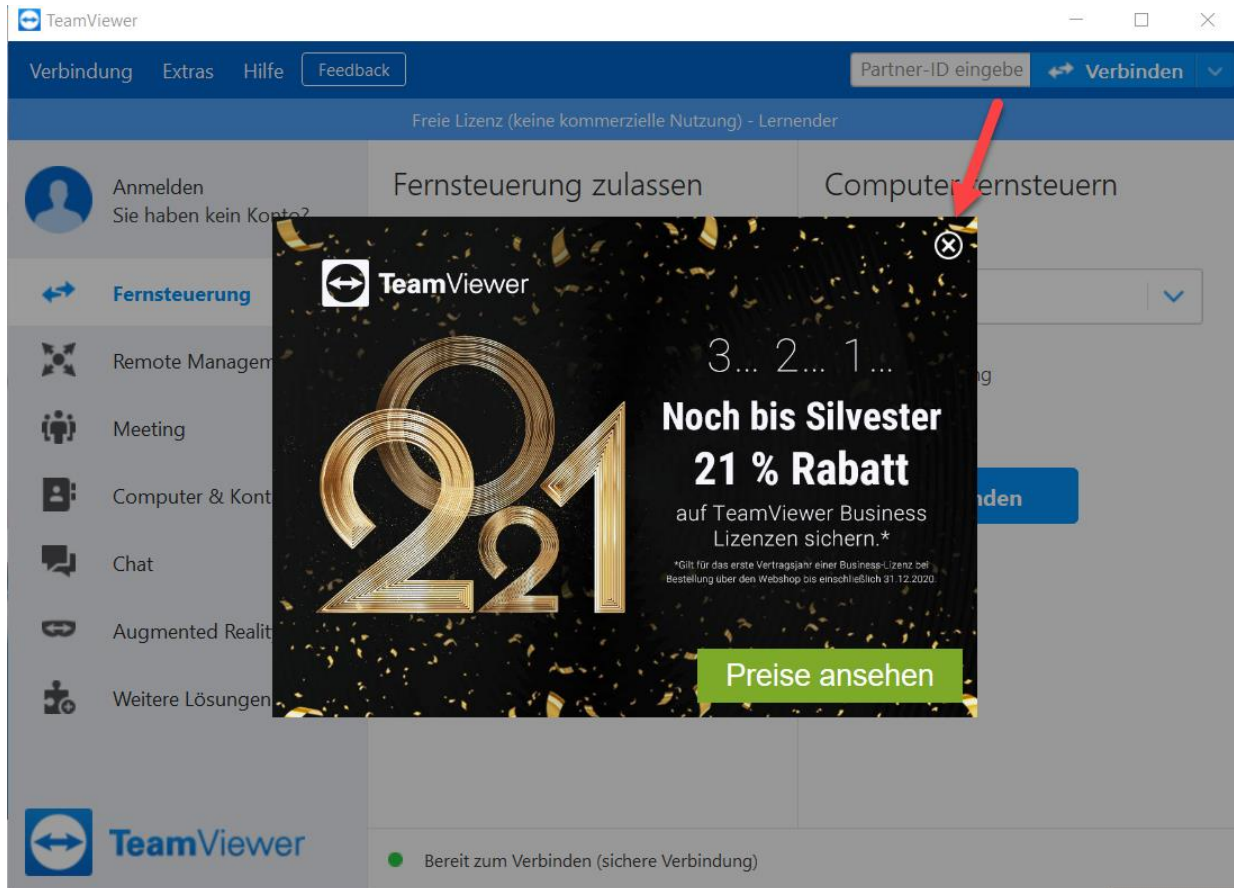 TeamViewer
Verbindung Extras Hilfe Feedback
Partner-ID eingebe
Verbinden
Freie Lizenz (keine kommerzielle Nutzung) - Lernender
Anmelden
Sie haben kein Konto?
Fernsteuerung
Remote Managem
Meeting
Computer & Kont
Chat
Augmented Realit
Weitere Lösungen
TeamViewer
Fernsteuerung zulassen
Computer fernsteuern
TeamViewer
2021
3... 2... 1...
Noch bis Silvester
21 % Rabatt
auf TeamViewer Business
Lizenzen sichern.*
*Gilt für das erste Vertragsjahr einer Business-Lizenz bei
Bestellung über den Webshop bis einschließlich 31.12.2020.
Preise ansehen
ng
nden
Bereit zum Verbinden (sichere Verbindung)